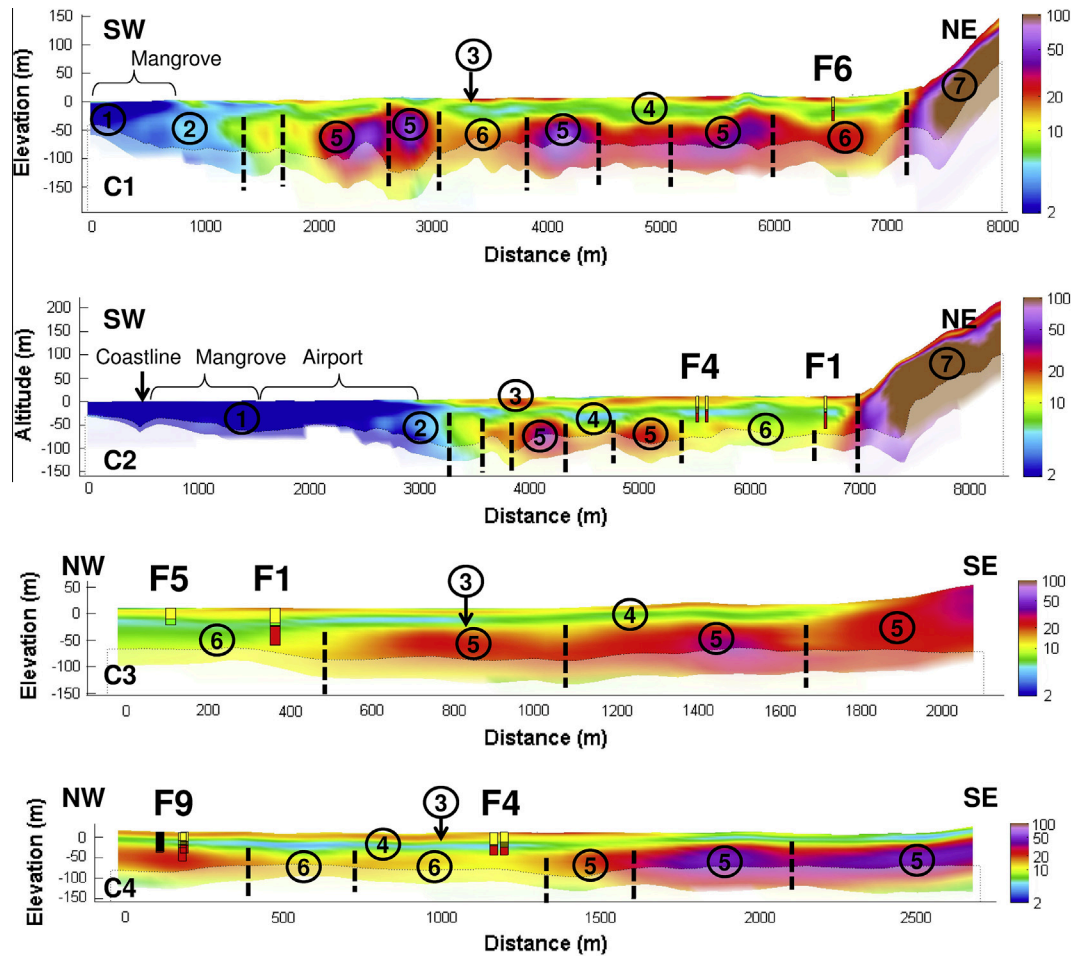 SW
NE
Mangrove
3
F6
1
2
5
5
6
5
4
5
6
7
C1
Elevation (m)
150
100
50
0
-50
-100
-150
0 1000 2000 3000 4000 5000 6000 7000 8000
Distance (m)
100
50
20
10
5
2
SW
NE
Coastline
Mangrove
Airport
F4
F1
3
1
2
5
4
5
6
7
C2
Altitude (m)
200
150
100
50
0
-50
-100
-150
0 1000 2000 3000 4000 5000 6000 7000 8000
Distance (m)
100
50
20
10
5
2
NW
SE
F5
F1
3
6
5
4
5
5
C3
Elevation (m)
50
0
-50
-100
-150
0 200 400 600 800 1000 1200 1400 1600 1800 2000
Distance (m)
100
50
20
10
5
2
NW
SE
F9
3
F4
6
4
6
5
5
5
C4
Elevation (m)
0
-50
-100
-150
0 500 1000 1500 2000 2500
Distance (m)
100
50
20
10
5
2